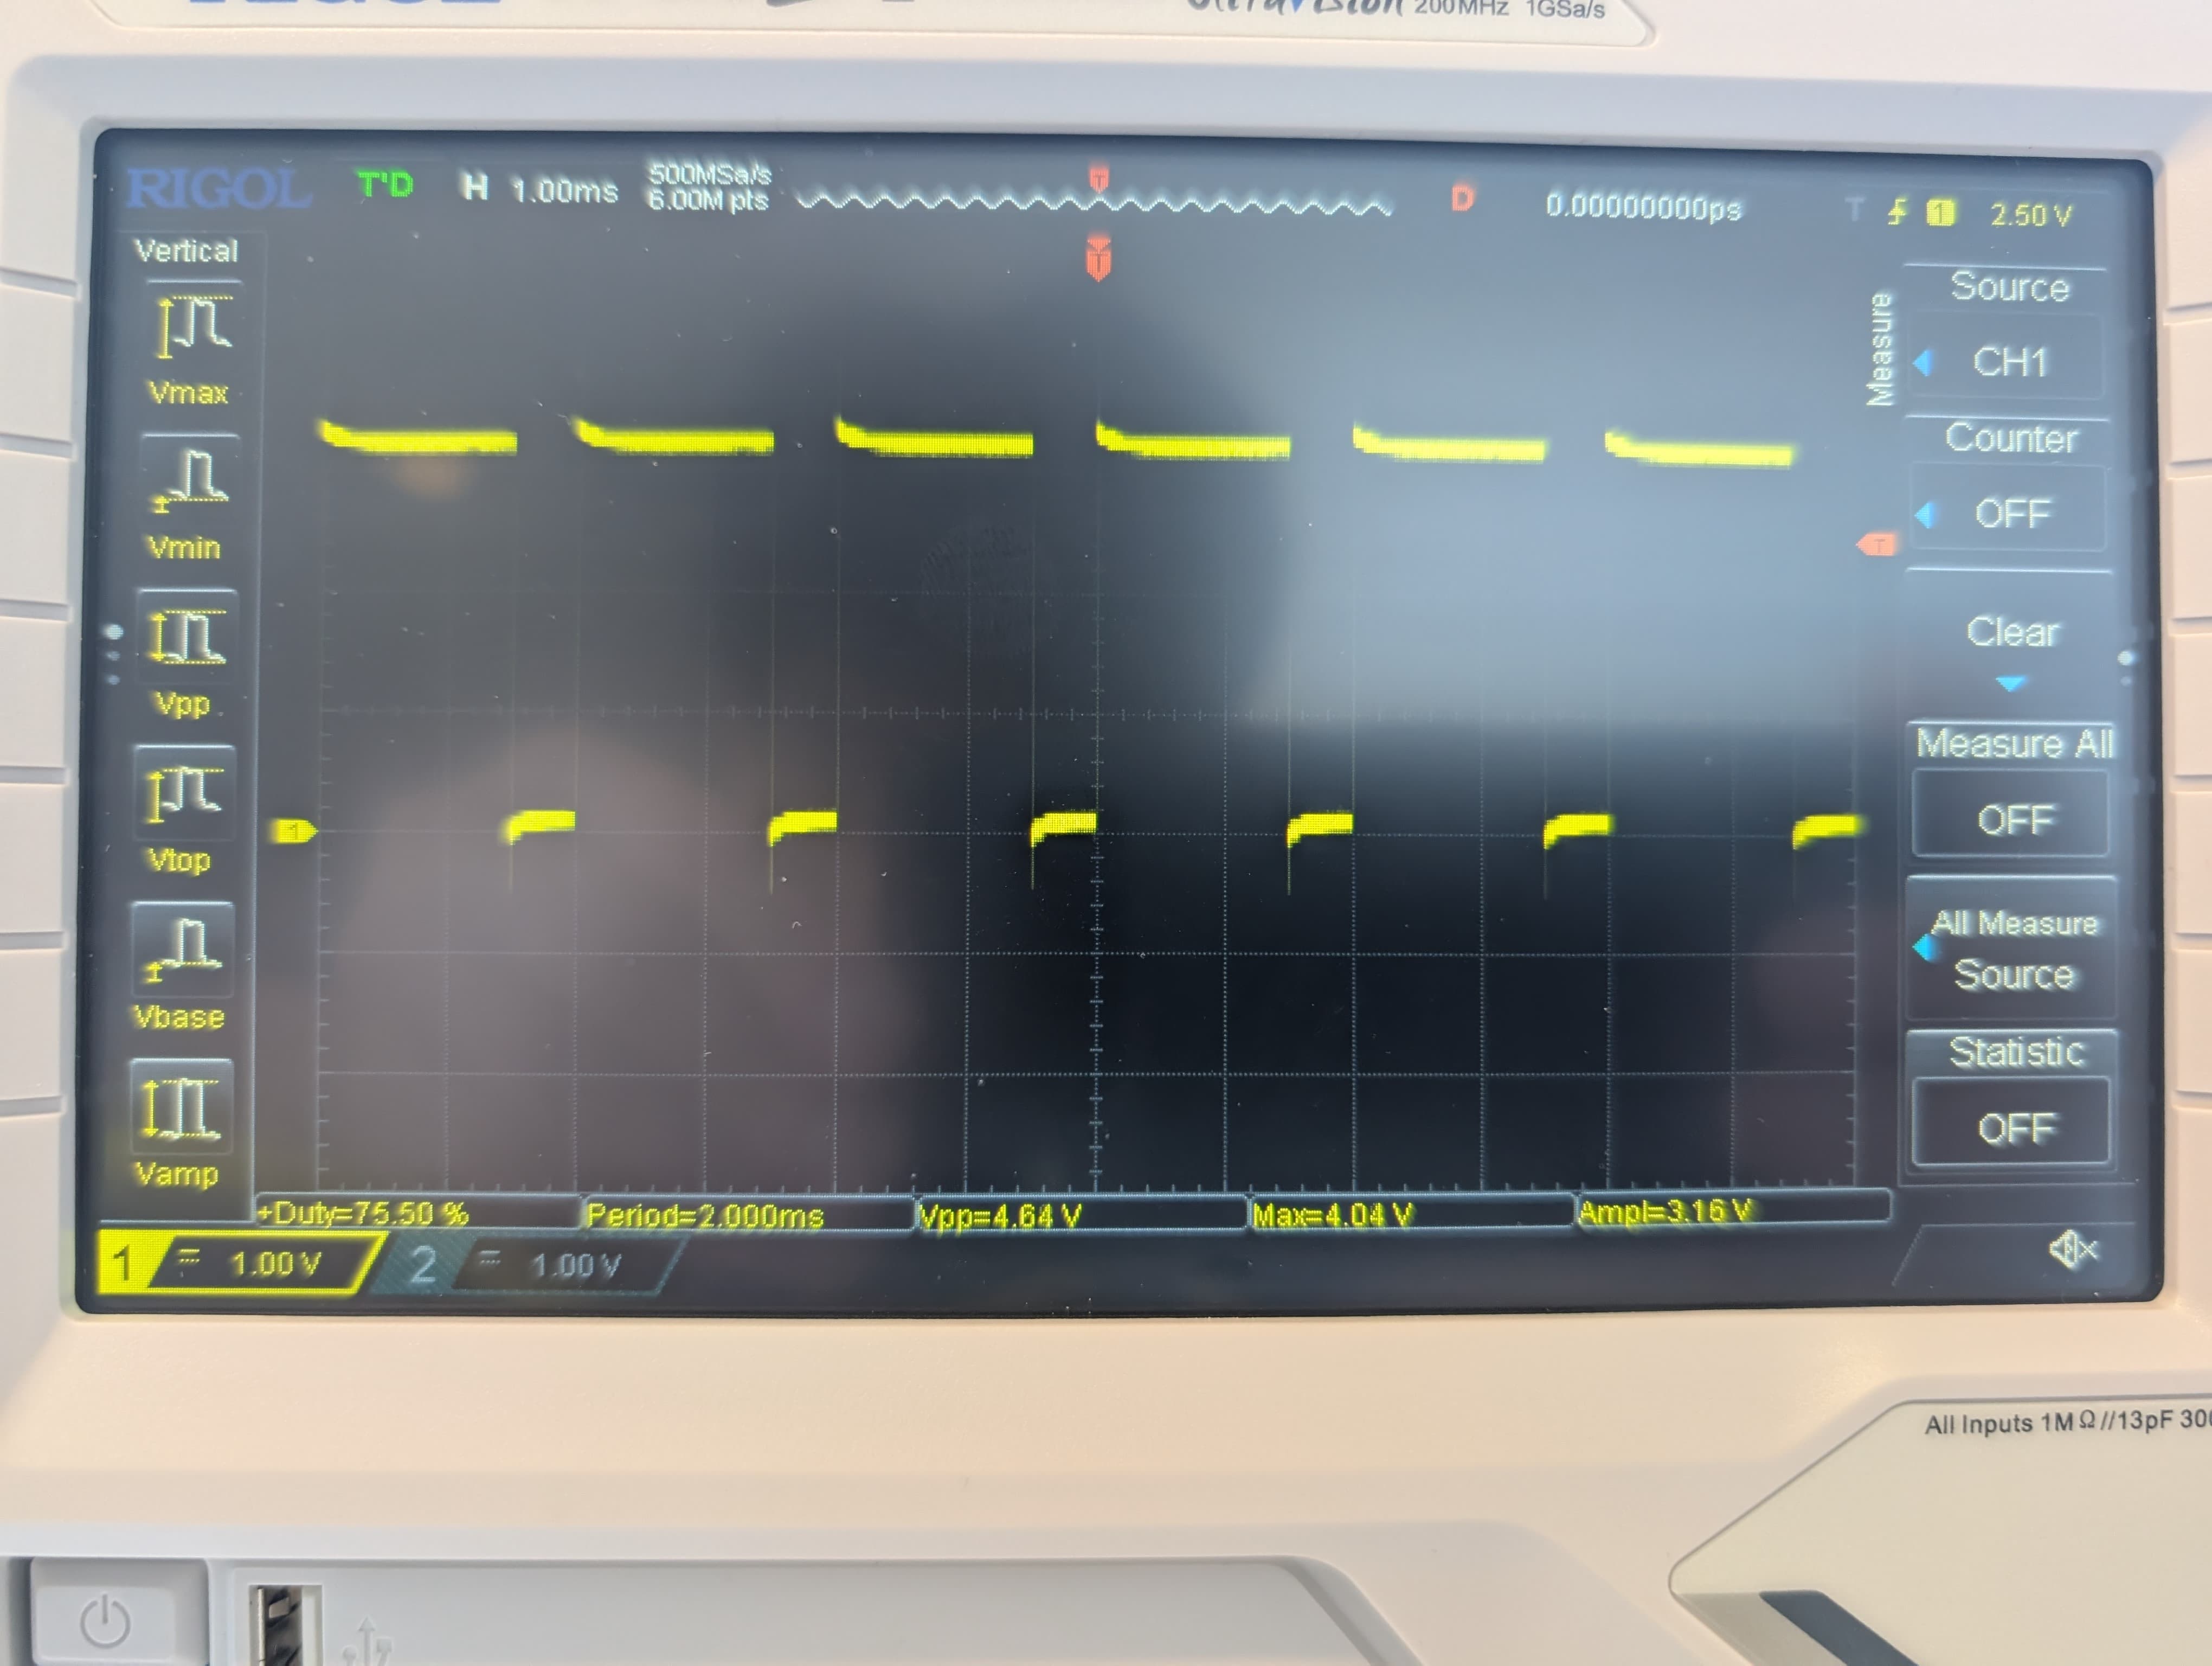 200MHz 1GSa/s
RIGOL T'D H 1.00ms 500MSa/s 6.00M pts D 0.00000000ps T 1 2.50 V
T
T
Vertical
Vmax
Vmin
Vpp
Vtop
Vbase
Vamp
1
T
Measure
Source
CH1
Counter
OFF
Clear
Measure All
OFF
All Measure
Source
Statistic
OFF
+Duty=75.50 % Period=2.000ms Vpp=4.64 V Max=4.04 V Ampl=3.16 V
1 1.00 V 2 1.00 V
All Inputs 1MΩ//13pF